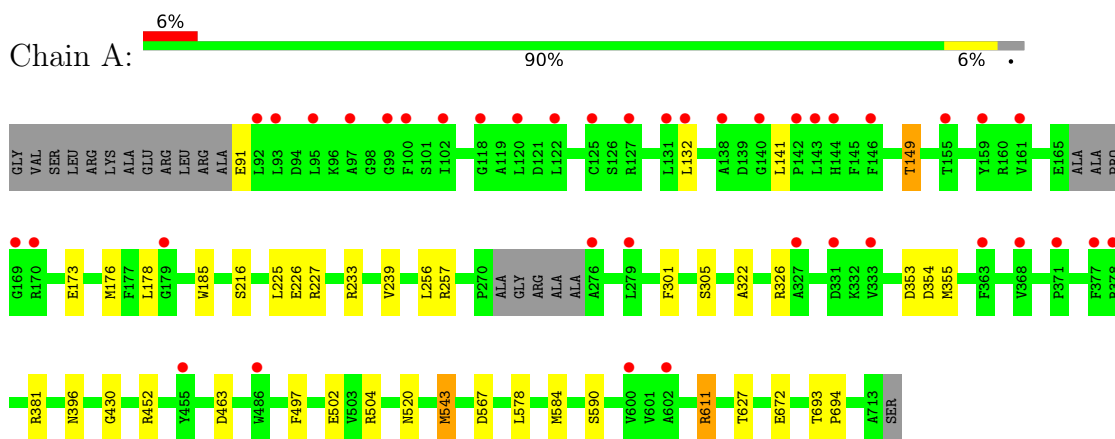 6%
Chain A:
90% 6% •
GLY VAL SER LEU ARG LYS ALA GLU ARG LEU ARG ALA E91 L92 L93 D94 L95 K96 A97 G98 G99 F100 S101 I102 G118 A119 L120 D121 L122 C125 S126 R127 L131 L132 A138 D139 G140 L141 P142 L143 H144 F145 F146 T149 T155 Y159 R160 V161 E165 ALA ALA PRO
G169 R170 E173 M176 F177 L178 G179 W185 S216 L225 E226 R227 R233 V239 L256 R257 P270 ALA GLY ARG ALA ALA A276 L279 F301 S305 A322 R326 A327 D331 K332 V333 D353 D354 M355 F363 V368 P371 F377 R378
R381 N396 G430 R452 Y455 D463 W486 F497 E502 V503 R504 N520 M543 D567 L578 M584 S590 V600 V601 A602 R611 T627 E672 T693 P694 A713 SER